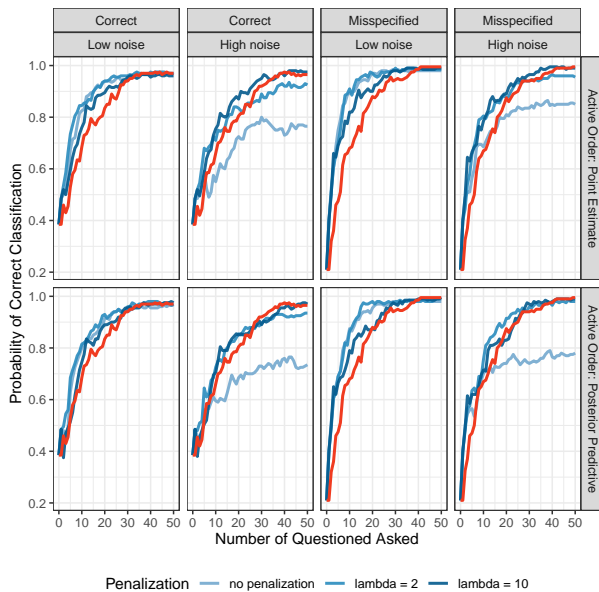 Correct Correct Misspecified Misspecified
Low noise High noise Low noise High noise
1.0
0.8
0.6
0.4
0.2
Active Order: Point Estimate
1.0
0.8
0.6
0.4
0.2
Active Order: Posterior Predictive
Probability of Correct Classification
0 10 20 30 40 50 0 10 20 30 40 50 0 10 20 30 40 50 0 10 20 30 40 50
Number of Questioned Asked
Penalization no penalization lambda = 2 lambda = 10